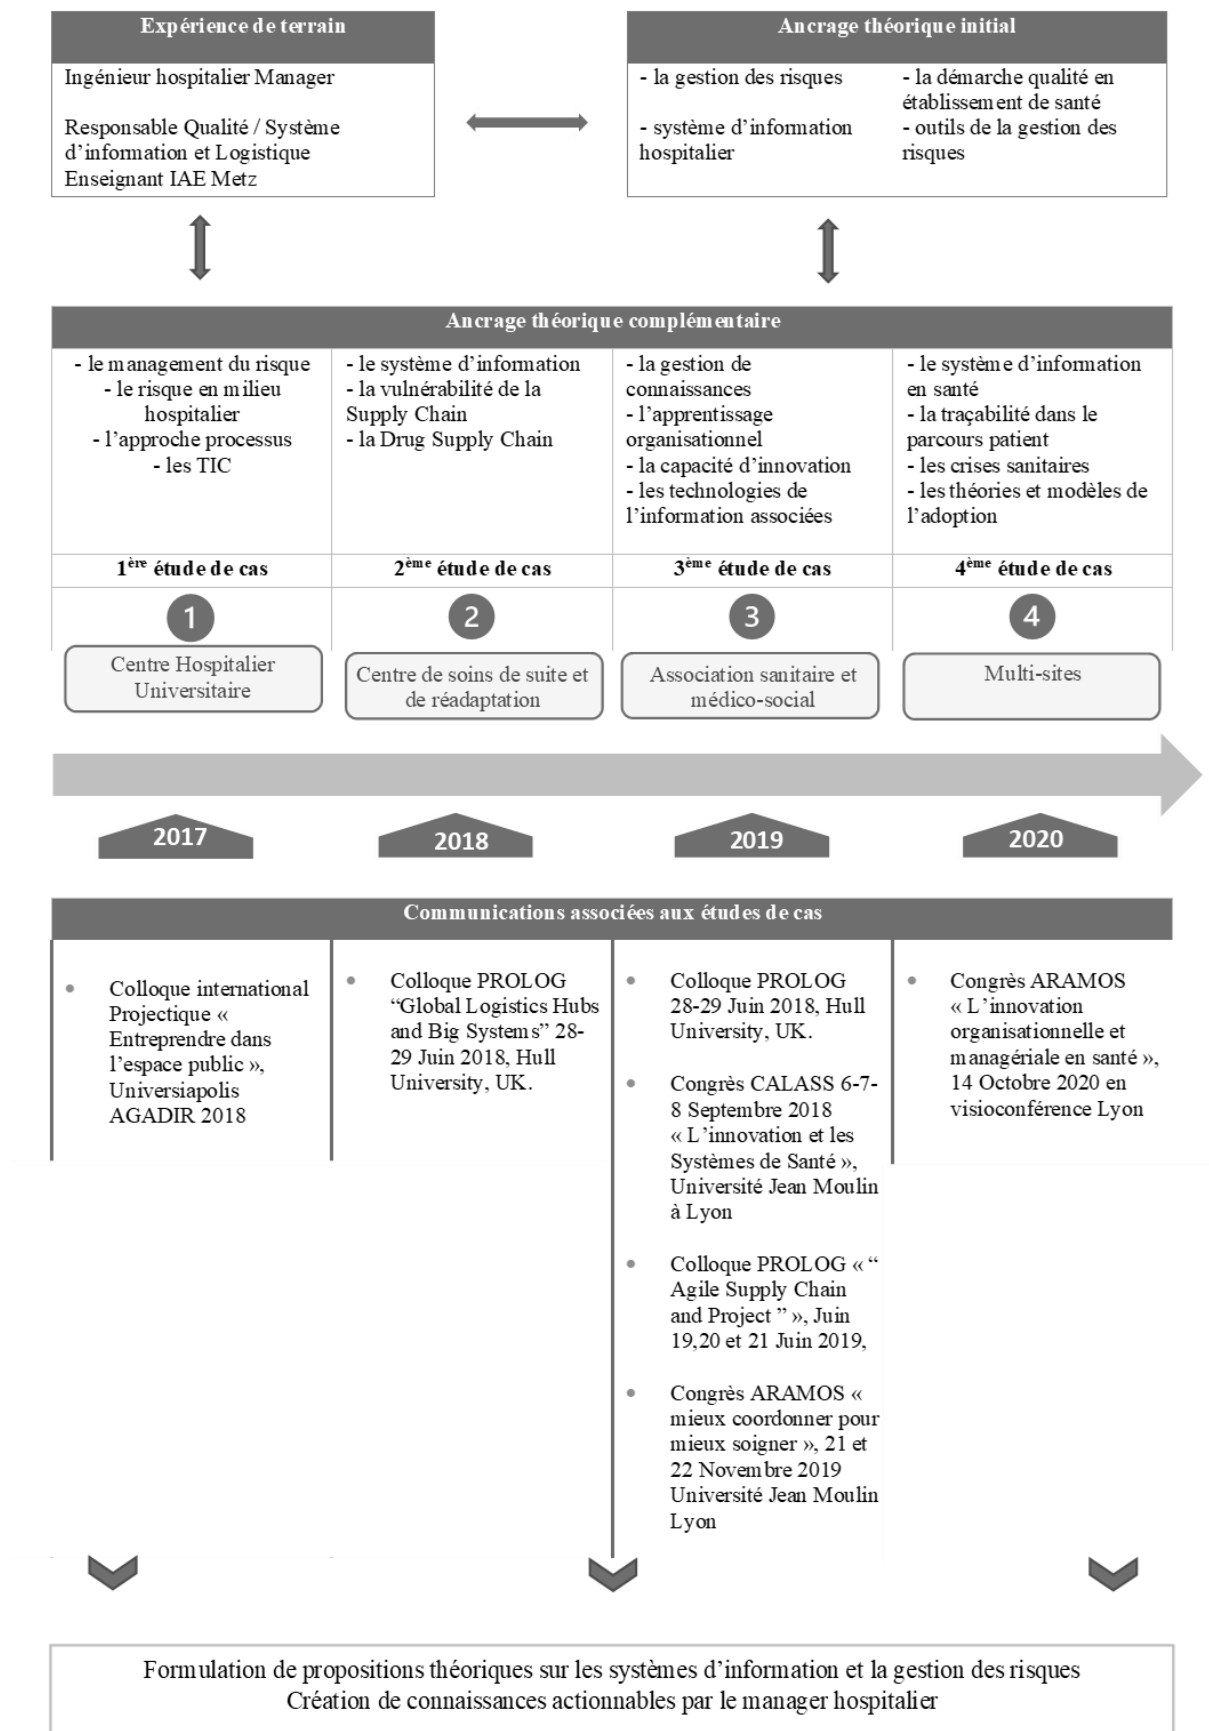 Expérience de terrain
Ingénieur hospitalier Manager
Responsable Qualité / Système
d’information et Logistique
Enseignant IAE Metz
Ancrage théorique initial
- la gestion des risques
- système d’information
hospitalier
- la démarche qualité en
établissement de santé
- outils de la gestion des
risques
Ancrage théorique complémentaire
- le management du risque
- le risque en milieu
hospitalier
- l’approche processus
- les TIC
- le système d’information
- la vulnérabilité de la
Supply Chain
- la Drug Supply Chain
- la gestion de
connaissances
- l’apprentissage
organisationnel
- la capacité d’innovation
- les technologies de
l’information associées
- le système d’information
en santé
- la traçabilité dans le
parcours patient
- les crises sanitaires
- les théories et modèles de
l’adoption
1ère étude de cas
2ème étude de cas
3ème étude de cas
4ème étude de cas
1
2
3
4
Centre Hospitalier
Universitaire
Centre de soins de suite et
de réadaptation
Association sanitaire et
médico-social
Multi-sites
2017
2018
2019
2020
Communications associées aux études de cas
• Colloque international
Projectique «
Entreprendre dans
l’espace public »,
Universiapolis
AGADIR 2018
• Colloque PROLOG
“Global Logistics Hubs
and Big Systems” 28-
29 Juin 2018, Hull
University, UK.
• Colloque PROLOG
28-29 Juin 2018, Hull
University, UK.
• Congrès CALASS 6-7-
8 Septembre 2018
« L’innovation et les
Systèmes de Santé »,
Université Jean Moulin
à Lyon
• Colloque PROLOG « “
Agile Supply Chain
and Project ” », Juin
19,20 et 21 Juin 2019,
• Congrès ARAMOS «
mieux coordonner pour
mieux soigner », 21 et
22 Novembre 2019
Université Jean Moulin
Lyon
• Congrès ARAMOS
« L’innovation
organisationnelle et
managériale en santé »,
14 Octobre 2020 en
visioconférence Lyon
Formulation de propositions théoriques sur les systèmes d’information et la gestion des risques
Création de connaissances actionnables par le manager hospitalier